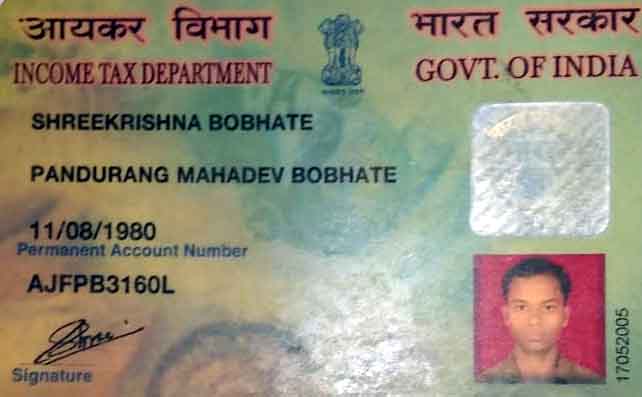 आयकर विभाग भारत सरकार
INCOME TAX DEPARTMENT GOVT. OF INDIA
SHREEKRISHNA BOBHATE
PANDURANG MAHADEV BOBHATE
11/08/1980
Permanent Account Number
AJFPB3160L
Signature
17052005